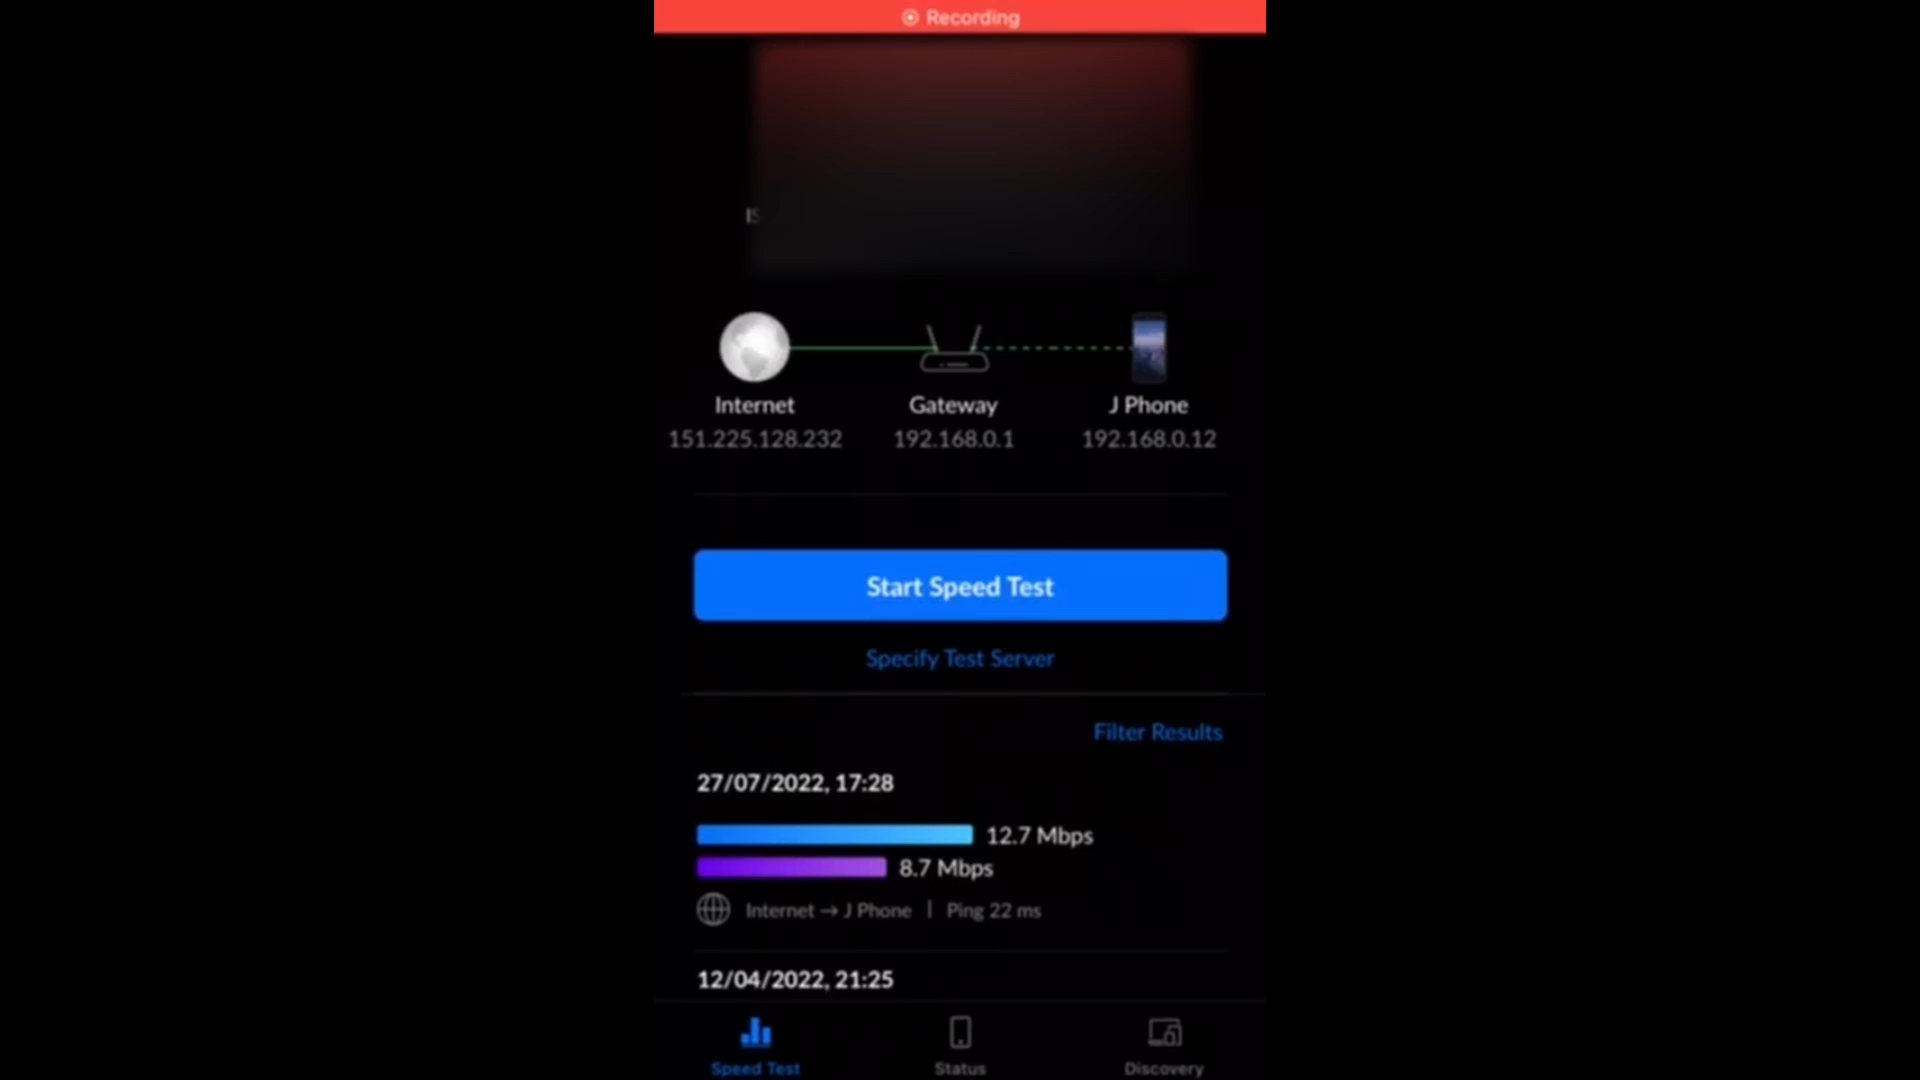 Recording
IS
Internet
Gateway
J Phone
151.225.128.232
192.168.0.1
192.168.0.12
Start Speed Test
Specify Test Server
Filter Results
27/07/2022, 17:28
12.7 Mbps
8.7 Mbps
Internet → J Phone | Ping 22 ms
12/04/2022, 21:25
Speed Test
Status
Discovery